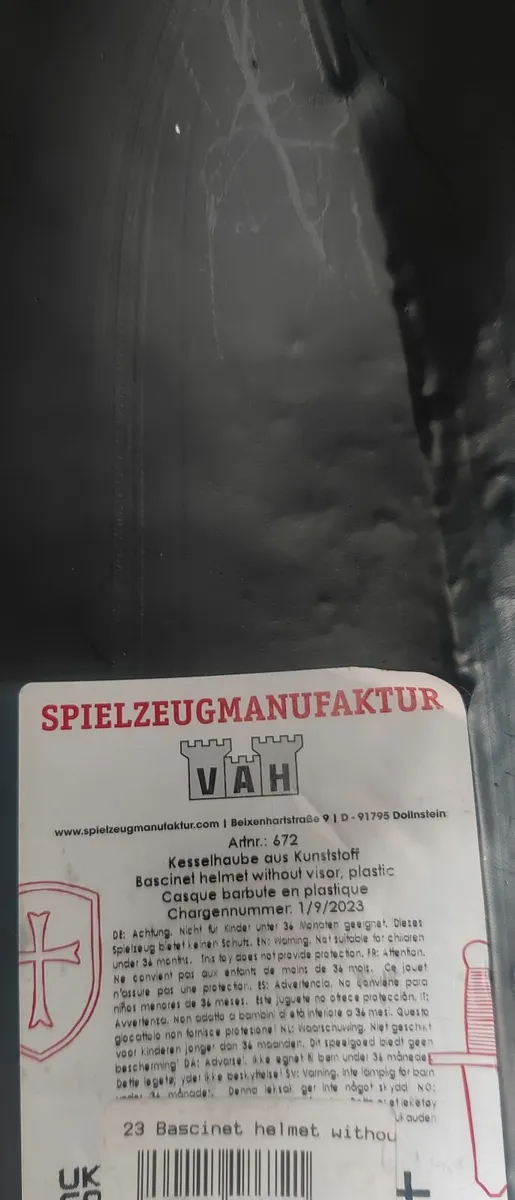 SPIELZEUGMANUFAKTUR
VAH
www.spielzeugmanufaktur.com | Beixenhartstraße 9 | D - 91795 Dollnstein
Artnr.: 672
Kesselhaube aus Kunststoff
Bascinet helmet without visor, plastic
Casque barbute en plastique
Chargennummer: 1/9/2023
DE: Achtung. Nicht für Kinder unter 36 Monaten geeignet. Dieses
Spielzeug bietet keinen Schutz. EN: Warning. Not suitable for children
under 36 months. This toy does not provide protection. FR: Attention.
Ne convient pas aux enfants de moins de 36 mois. Ce jouet
n'assure pas une protection. ES: Advertencia. No conviene para
niños menores de 36 meses. Este juguete no ofrece protección. IT:
Avvertenza. Non adatto a bambini di età inferiore a 36 mesi. Questo
giocattolo non fornisce protesione! NL: Waarschuwing. Niet geschikt
voor kinderen jonger dan 36 maanden. Dit speelgoed biedt geen
bescherming! DA: Advarsel. Ikke egnet til børn under 36 måneder.
Dette legetøj yder ikke beskyttelse! SV: Varning. Inte lämplig för barn
under 36 månader. Denna leksak ger inte något skydd. NO:
23 Bascinet helmet withou
UK